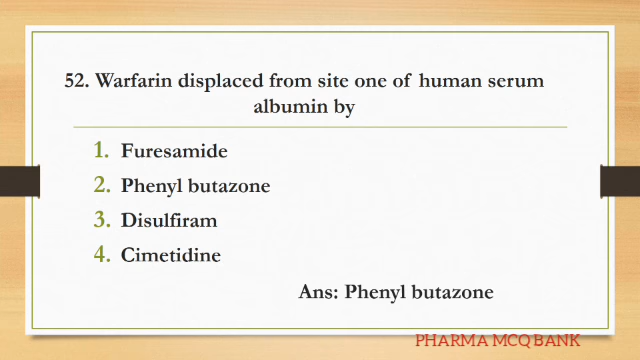 52. Warfarin displaced from site one of human serum
albumin by
1. Furesamide
2. Phenyl butazone
3. Disulfiram
4. Cimetidine
Ans: Phenyl butazone
PHARMA MCQ BANK